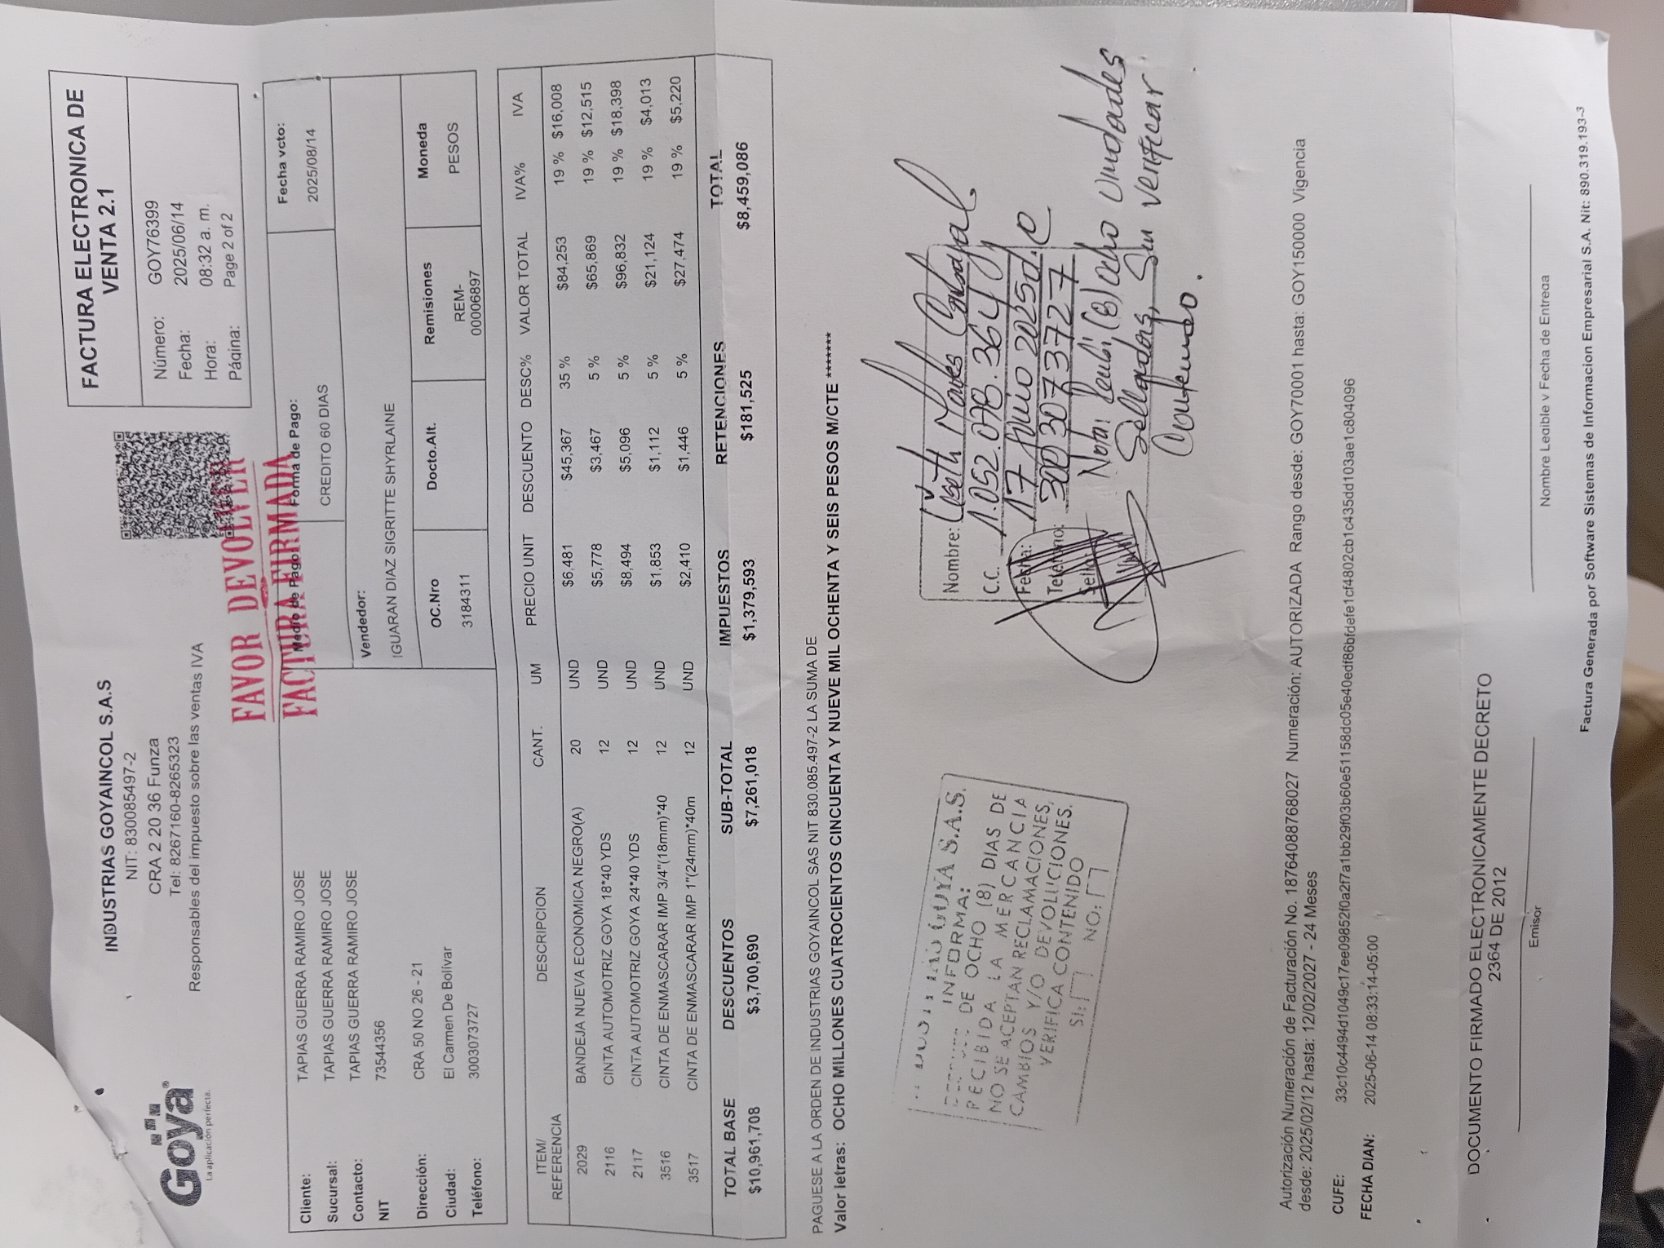 Goya
La aplicación perfecta.
INDUSTRIAS GOYAINCOL S.A.S
NIT: 830085497-2
CRA 2 20 36 Funza
Tel: 8267160-8265323
Responsables del impuesto sobre las ventas IVA
FACTURA ELECTRONICA DE
VENTA 2.1
Número: GOY76399
Fecha: 2025/06/14
Hora: 08:32 a. m.
Página: Page 2 of 2
FAVOR DEVOLVER
FACTURA FIRMADA
Cliente: TAPIAS GUERRA RAMIRO JOSE
Sucursal: TAPIAS GUERRA RAMIRO JOSE
Contacto: TAPIAS GUERRA RAMIRO JOSE
NIT 73544356
Dirección: CRA 50 NO 26 - 21
Ciudad: El Carmen De Bolívar
Teléfono: 3003073727
Medio de Pago: Forma de Pago: Fecha vcto:
CREDITO 60 DIAS 2025/08/14
Vendedor:
IGUARAN DIAZ SIGRITTE SHYRLAINE
OC.Nro Docto.Alt. Remisiones Moneda
3184311 REM-00006897 PESOS
ITEM/REFERENCIA DESCRIPCION CANT. UM PRECIO UNIT DESCUENTO DESC% VALOR TOTAL IVA% IVA
2029 BANDEJA NUEVA ECONOMICA NEGRO(A) 20 UND $6,481 $45,367 35 % $84,253 19 % $16,008
2116 CINTA AUTOMOTRIZ GOYA 18*40 YDS 12 UND $5,778 $3,467 5 % $65,869 19 % $12,515
2117 CINTA AUTOMOTRIZ GOYA 24*40 YDS 12 UND $8,494 $5,096 5 % $96,832 19 % $18,398
3516 CINTA DE ENMASCARAR IMP 3/4"(18mm)*40 12 UND $1,853 $1,112 5 % $21,124 19 % $4,013
3517 CINTA DE ENMASCARAR IMP 1"(24mm)*40m 12 UND $2,410 $1,446 5 % $27,474 19 % $5,220
TOTAL BASE DESCUENTOS SUB-TOTAL IMPUESTOS RETENCIONES TOTAL
$10,961,708 $3,700,690 $7,261,018 $1,379,593 $181,525 $8,459,086
PAGUESE A LA ORDEN DE INDUSTRIAS GOYAINCOL SAS NIT 830.085.497-2 LA SUMA DE
Valor letras: OCHO MILLONES CUATROCIENTOS CINCUENTA Y NUEVE MIL OCHENTA Y SEIS PESOS M/CTE *******
GOYA S.A.S.
INFORMA:
DE OCHO (8) DIAS DE
RECIBIDA LA MERCANCIA
NO SE ACEPTAN RECLAMACIONES,
CAMBIOS Y/O DEVOLUCIONES.
VERIFICA CONTENIDO
SI: NO:
Nombre:
C.C. 1.052.078.364
Fecha: 17 Junio 2025
Teléfono: 3003073727
Sello:
Nota: Recibí (8) Ocho Unidades
Selladas, Sin verificar
Contenido.
Autorización Numeración de Facturación No. 18764088768027 Numeración: AUTORIZADA Rango desde: GOY70001 hasta: GOY150000 Vigencia
desde: 2025/02/12 hasta: 12/02/2027 - 24 Meses
CUFE: 33c10c4494d1049c17ee09852f0a2f7a1bb29f03b60e51158dc05e40edf86bfdefe1cf4802cb1c435dd103ae1c804096
FECHA DIAN: 2025-06-14 08:33:14-05:00
DOCUMENTO FIRMADO ELECTRONICAMENTE DECRETO
2364 DE 2012
Emisor
Nombre Legible y Fecha de Entrega
Factura Generada por Software Sistemas de Informacion Empresarial S.A. Nit: 890.319.193-3